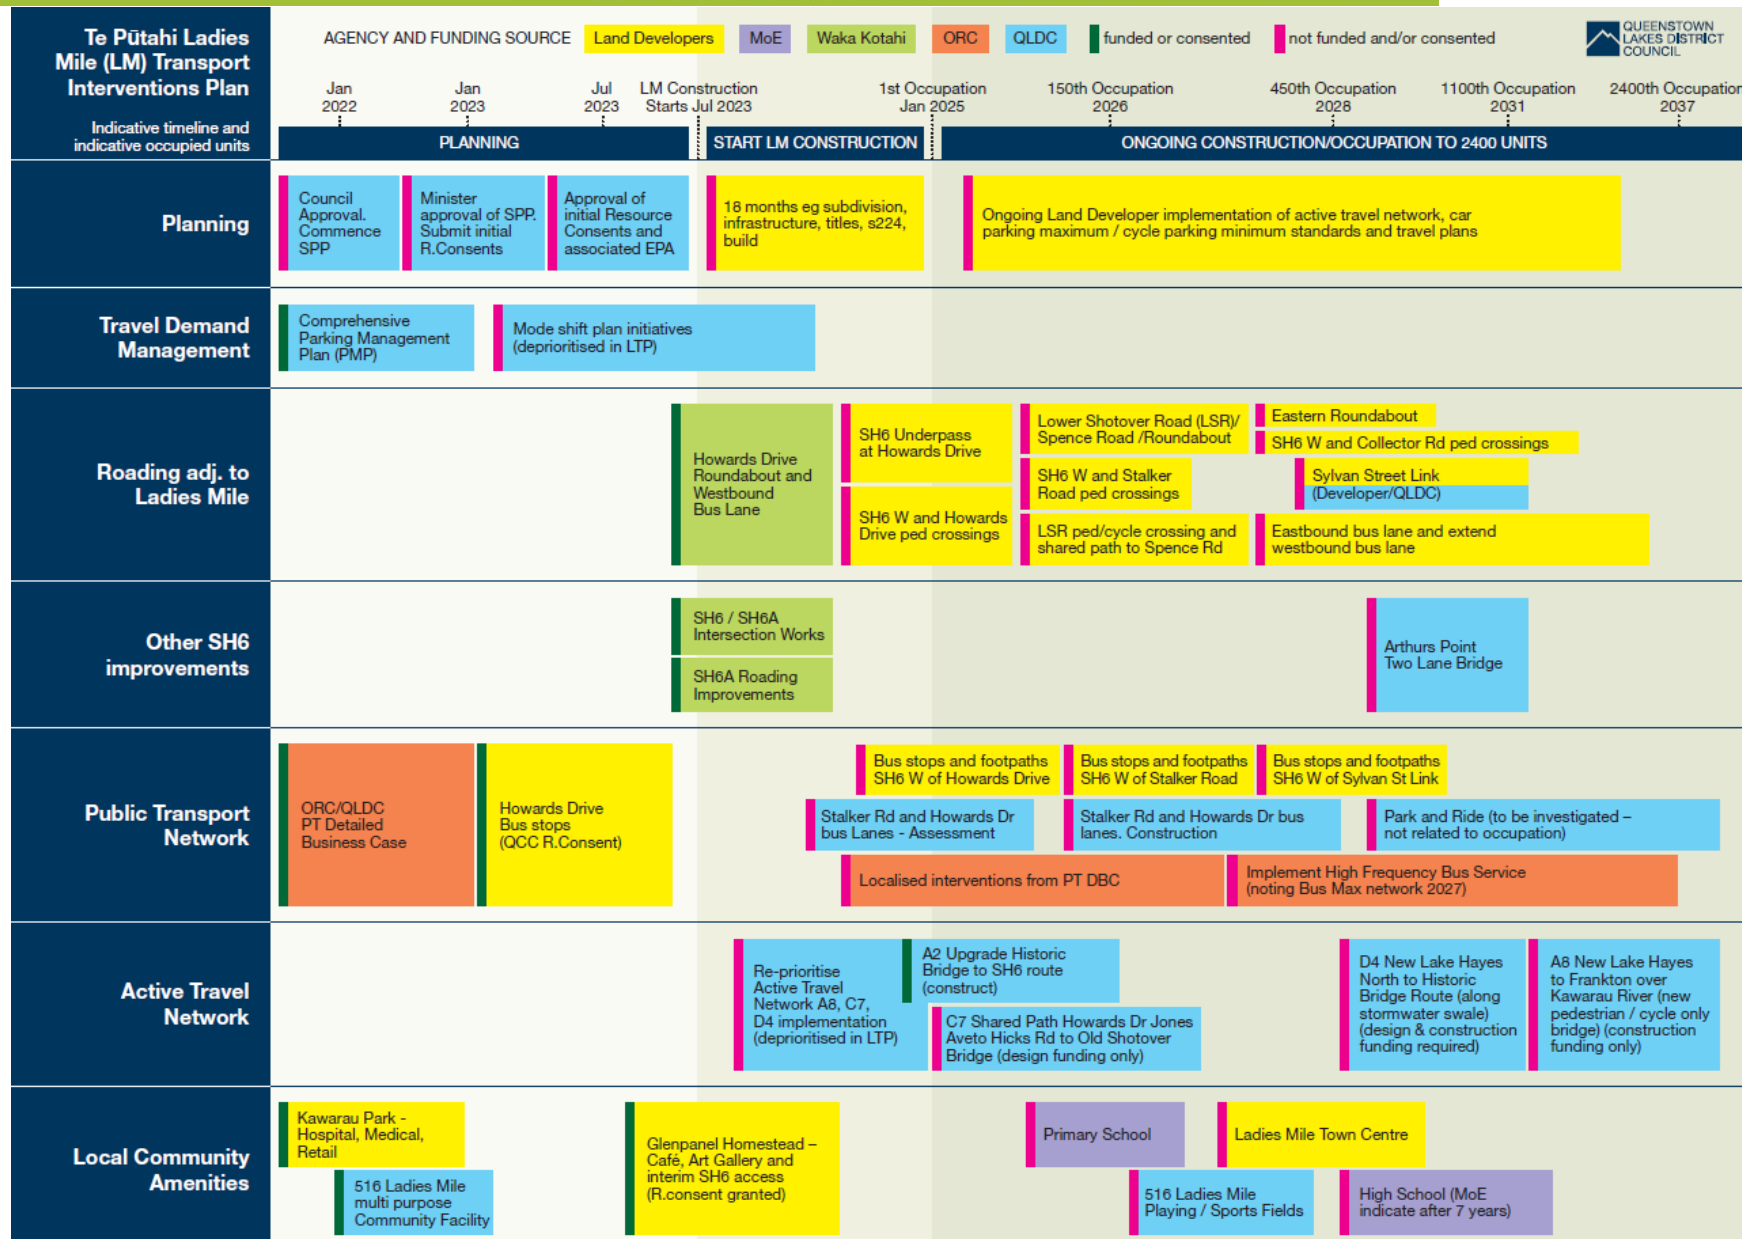 Te Pūtahi Ladies
Mile (LM) Transport
Interventions Plan
Indicative timeline and
indicative occupied units
AGENCY AND FUNDING SOURCE
Land Developers
MoE
Waka Kotahi
ORC
QLDC
funded or consented
not funded and/or consented
QUEENSTOWN
LAKES DISTRICT
COUNCIL
Jan
2022
Jan
2023
Jul
2023
LM Construction
Starts Jul 2023
1st Occupation
Jan 2025
150th Occupation
2026
450th Occupation
2028
1100th Occupation
2031
2400th Occupation
2037
PLANNING
START LM CONSTRUCTION
ONGOING CONSTRUCTION/OCCUPATION TO 2400 UNITS
Planning
Council
Approval.
Commence
SPP
Minister
approval of SPP.
Submit initial
R.Consents
Approval of
initial Resource
Consents and
associated EPA
18 months eg subdivision,
infrastructure, titles, s224,
build
Ongoing Land Developer implementation of active travel network, car
parking maximum / cycle parking minimum standards and travel plans
Travel Demand
Management
Comprehensive
Parking Management
Plan (PMP)
Mode shift plan initiatives
(deprioritised in LTP)
Roading adj. to
Ladies Mile
Howards Drive
Roundabout and
Westbound
Bus Lane
SH6 Underpass
at Howards Drive
SH6 W and Howards
Drive ped crossings
Lower Shotover Road (LSR)/
Spence Road /Roundabout
SH6 W and Stalker
Road ped crossings
LSR ped/cycle crossing and
shared path to Spence Rd
Eastern Roundabout
SH6 W and Collector Rd ped crossings
Sylvan Street Link
(Developer/QLDC)
Eastbound bus lane and extend
westbound bus lane
Other SH6
improvements
SH6 / SH6A
Intersection Works
SH6A Roading
Improvements
Arthurs Point
Two Lane Bridge
Public Transport
Network
ORC/QLDC
PT Detailed
Business Case
Howards Drive
Bus stops
(QCC R.Consent)
Bus stops and footpaths
SH6 W of Howards Drive
Bus stops and footpaths
SH6 W of Stalker Road
Bus stops and footpaths
SH6 W of Sylvan St Link
Stalker Rd and Howards Dr
bus Lanes - Assessment
Stalker Rd and Howards Dr bus
lanes. Construction
Park and Ride (to be investigated –
not related to occupation)
Localised interventions from PT DBC
Implement High Frequency Bus Service
(noting Bus Max network 2027)
Active Travel
Network
Re-prioritise
Active Travel
Network A8, C7,
D4 implementation
(deprioritised in LTP)
A2 Upgrade Historic
Bridge to SH6 route
(construct)
C7 Shared Path Howards Dr Jones
Aveto Hicks Rd to Old Shotover
Bridge (design funding only)
D4 New Lake Hayes
North to Historic
Bridge Route (along
stormwater swale)
(design & construction
funding required)
A8 New Lake Hayes
to Frankton over
Kawarau River (new
pedestrian / cycle only
bridge) (construction
funding only)
Local Community
Amenities
Kawarau Park -
Hospital, Medical,
Retail
516 Ladies Mile
multi purpose
Community Facility
Glenpanel Homestead –
Café, Art Gallery and
interim SH6 access
(R.consent granted)
Primary School
516 Ladies Mile
Playing / Sports Fields
Ladies Mile Town Centre
High School (MoE
indicate after 7 years)